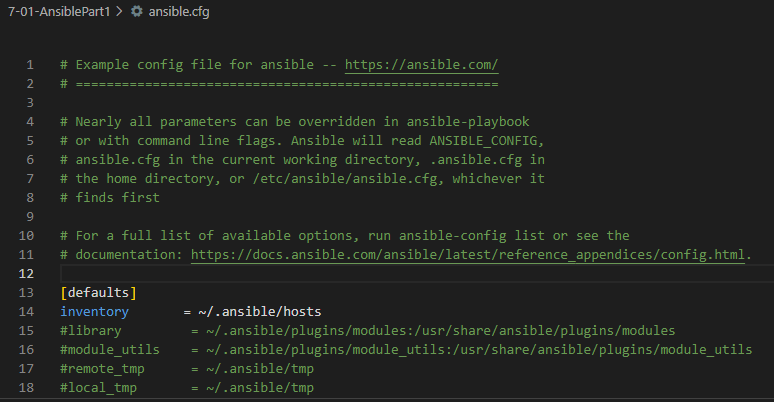 7-01-AnsiblePart1 > ansible.cfg
1 # Example config file for ansible -- https://ansible.com/
2 # =======================================================
3
4 # Nearly all parameters can be overridden in ansible-playbook
5 # or with command line flags. Ansible will read ANSIBLE_CONFIG,
6 # ansible.cfg in the current working directory, .ansible.cfg in
7 # the home directory, or /etc/ansible/ansible.cfg, whichever it
8 # finds first
9
10 # For a full list of available options, run ansible-config list or see the
11 # documentation: https://docs.ansible.com/ansible/latest/reference_appendices/config.html.
12
13 [defaults]
14 inventory       = ~/.ansible/hosts
15 #library         = ~/.ansible/plugins/modules:/usr/share/ansible/plugins/modules
16 #module_utils    = ~/.ansible/plugins/module_utils:/usr/share/ansible/plugins/module_utils
17 #remote_tmp      = ~/.ansible/tmp
18 #local_tmp       = ~/.ansible/tmp